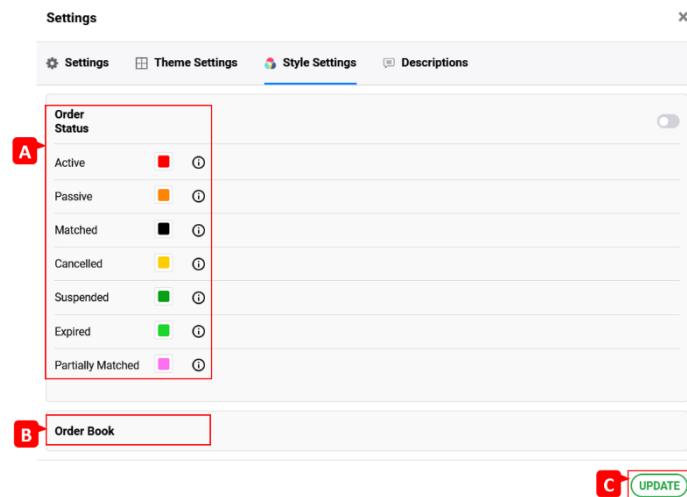 Settings
Settings Theme Settings Style Settings Descriptions
Order
Status
A
Active
Passive
Matched
Cancelled
Suspended
Expired
Partially Matched
B Order Book
C UPDATE